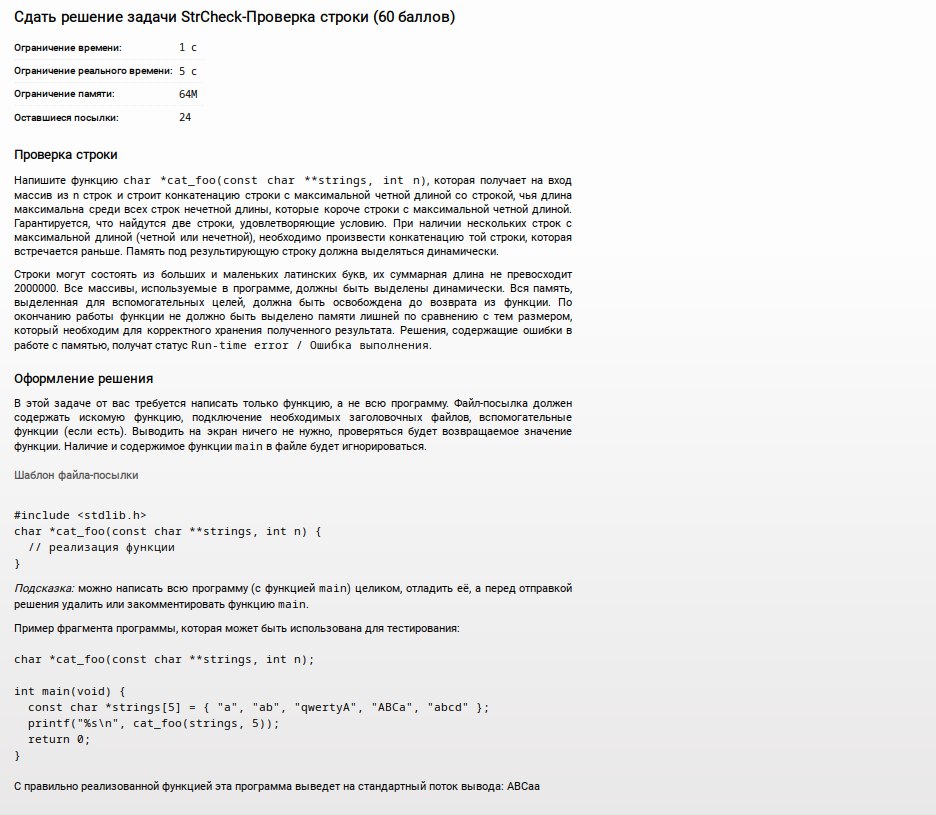 Сдать решение задачи StrCheck-Проверка строки (60 баллов)
Ограничение времени: 1 с
Ограничение реального времени: 5 с
Ограничение памяти: 64M
Оставшиеся посылки: 24
Проверка строки
Напишите функцию char *cat_foo(const char **strings, int n), которая получает на вход
массив из n строк и строит конкатенацию строки с максимальной четной длиной со строкой, чья длина
максимальна среди всех строк нечетной длины, которые короче строки с максимальной четной длиной.
Гарантируется, что найдутся две строки, удовлетворяющие условию. При наличии нескольких строк с
максимальной длиной (четной или нечетной), необходимо произвести конкатенацию той строки, которая
встречается раньше. Память под результирующую строку должна выделяться динамически.
Строки могут состоять из больших и маленьких латинских букв, их суммарная длина не превосходит
2000000. Все массивы, используемые в программе, должны быть выделены динамически. Вся память,
выделенная для вспомогательных целей, должна быть освобождена до возврата из функции. По
окончанию работы функции не должно быть выделено памяти лишней по сравнению с тем размером,
который необходим для корректного хранения полученного результата. Решения, содержащие ошибки в
работе с памятью, получат статус Run-time error / Ошибка выполнения.
Оформление решения
В этой задаче от вас требуется написать только функцию, а не всю программу. Файл-посылка должен
содержать искомую функцию, подключение необходимых заголовочных файлов, вспомогательные
функции (если есть). Выводить на экран ничего не нужно, проверяться будет возвращаемое значение
функции. Наличие и содержимое функции main в файле будет игнорироваться.
Шаблон файла-посылки
#include <stdlib.h>
char *cat_foo(const char **strings, int n) {
  // реализация функции
}
Подсказка: можно написать всю программу (с функцией main) целиком, отладить её, а перед отправкой
решения удалить или закомментировать функцию main.
Пример фрагмента программы, которая может быть использована для тестирования:
char *cat_foo(const char **strings, int n);
int main(void) {
  const char *strings[5] = { "a", "ab", "qwertyA", "ABCa", "abcd" };
  printf("%s\n", cat_foo(strings, 5));
  return 0;
}
С правильно реализованной функцией эта программа выведет на стандартный поток вывода: ABCaa